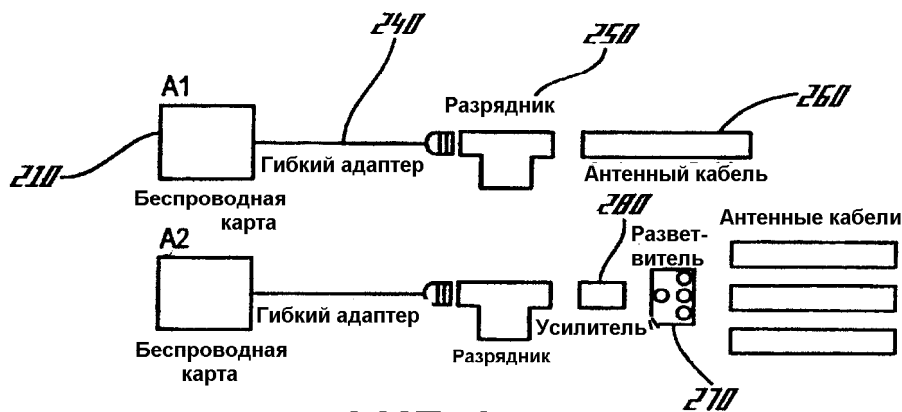 240
250
A1
Разрядник
260
Гибкий адаптер
Антенный кабель
210
Беспроводная
карта
280
Антенные кабели
A2
Развет-
витель
Гибкий адаптер
Усилитель
Беспроводная
карта
Разрядник
270